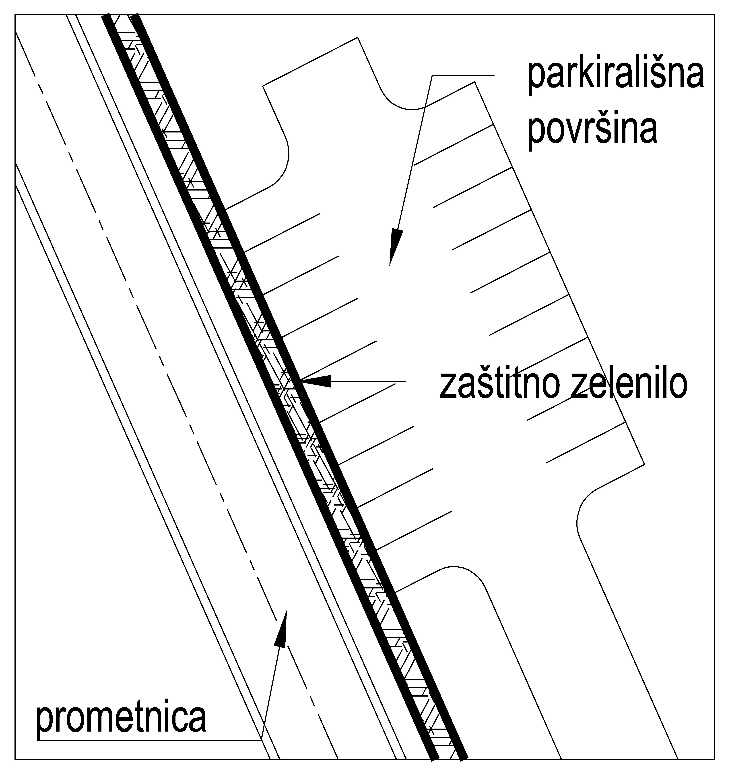 parkirališna
površina
zaštitno zelenilo
prometnica